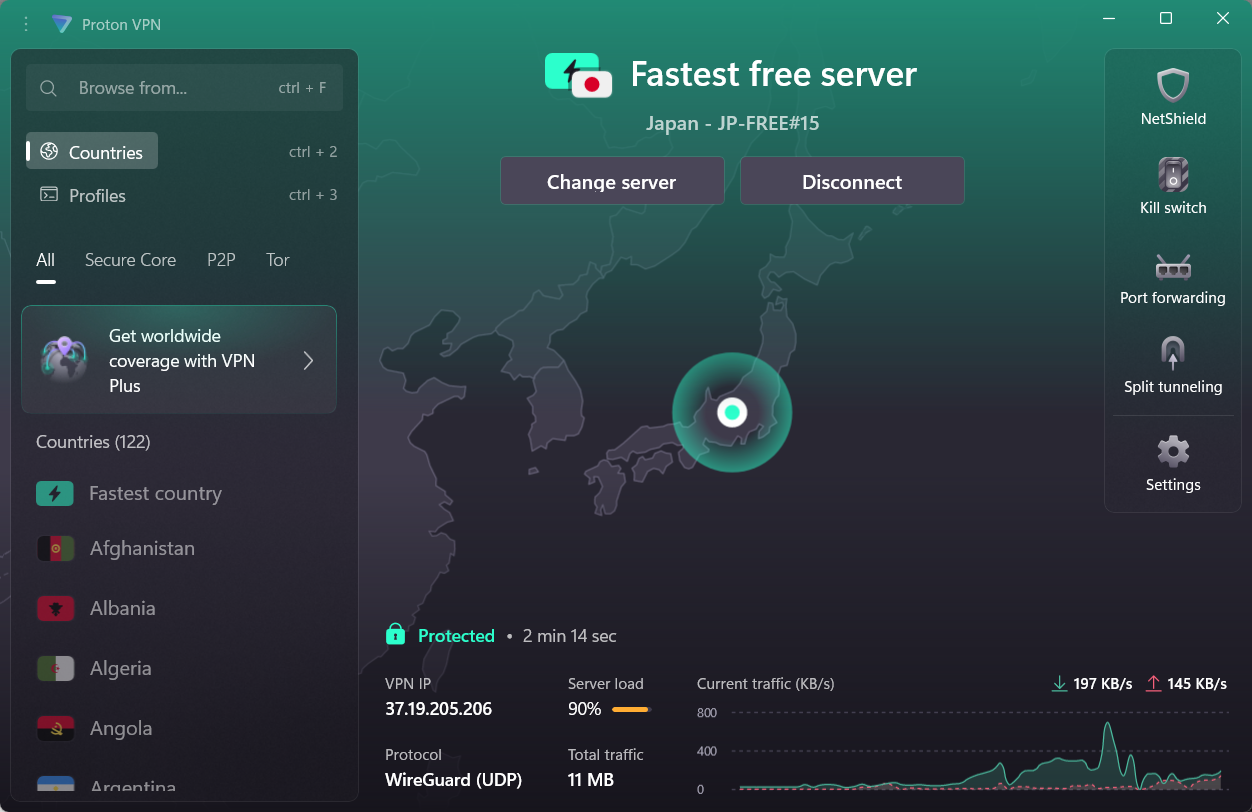 Proton VPN
Browse from...
ctrl + F
Countries
ctrl + 2
Profiles
ctrl + 3
All
Secure Core
P2P
Tor
Get worldwide
coverage with VPN
Plus
Countries (122)
Fastest country
Afghanistan
Albania
Algeria
Angola
Argentina
Fastest free server
Japan - JP-FREE#15
Change server
Disconnect
Protected • 2 min 14 sec
VPN IP
37.19.205.206
Server load
90%
Protocol
WireGuard (UDP)
Total traffic
11 MB
Current traffic (KB/s)
197 KB/s
145 KB/s
800
400
0
NetShield
Kill switch
Port forwarding
Split tunneling
Settings